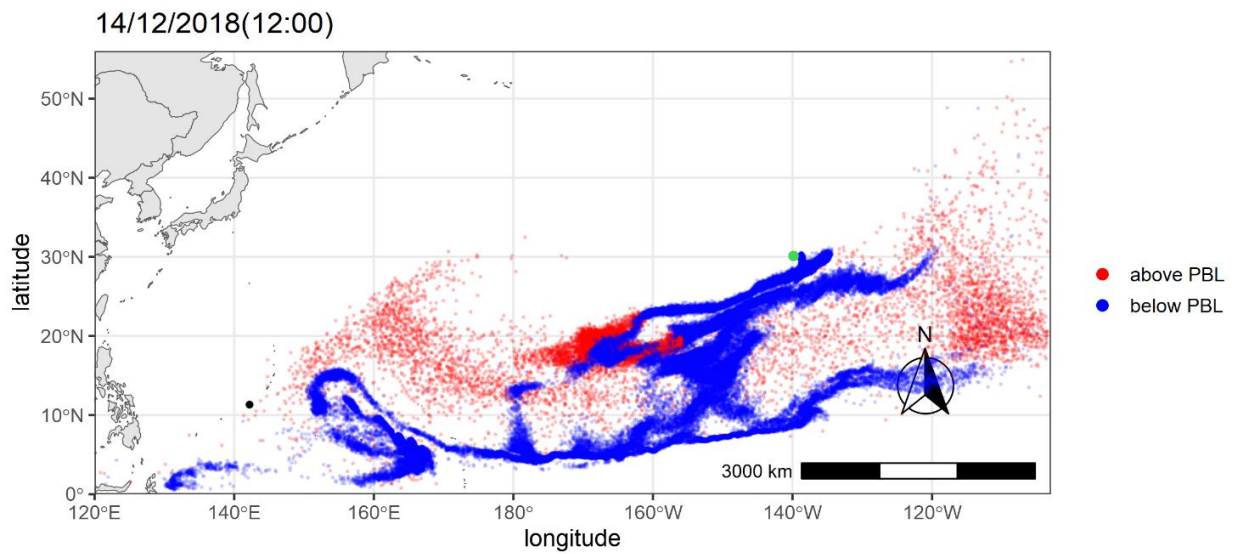 14/12/2018(12:00)
50°N
40°N
30°N
20°N
10°N
0°
latitude
above PBL
below PBL
N
3000 km
120°E 140°E 160°E 180° 160°W 140°W 120°W
longitude